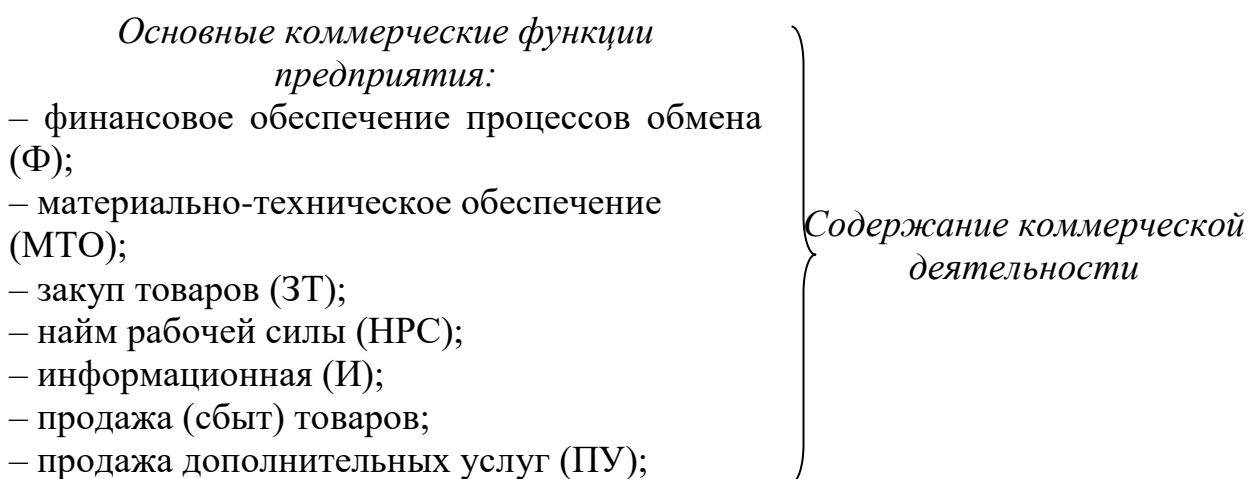 Основные коммерческие функции
предприятия:
– финансовое обеспечение процессов обмена
(Ф);
– материально-техническое обеспечение
(МТО);
– закуп товаров (ЗТ);
– найм рабочей силы (НРС);
– информационная (И);
– продажа (сбыт) товаров;
– продажа дополнительных услуг (ПУ);
Содержание коммерческой
деятельности